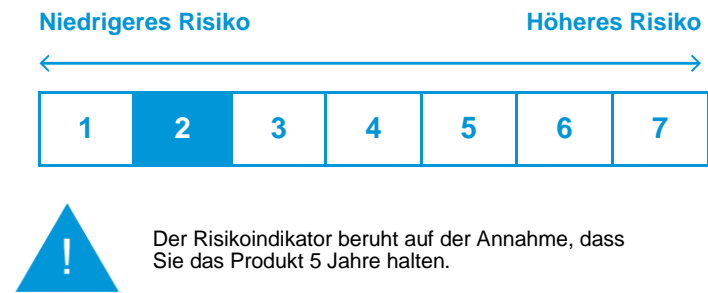 Niedrigeres Risiko Höheres Risiko
1 2 3 4 5 6 7
!
Der Risikoindikator beruht auf der Annahme, dass
Sie das Produkt 5 Jahre halten.